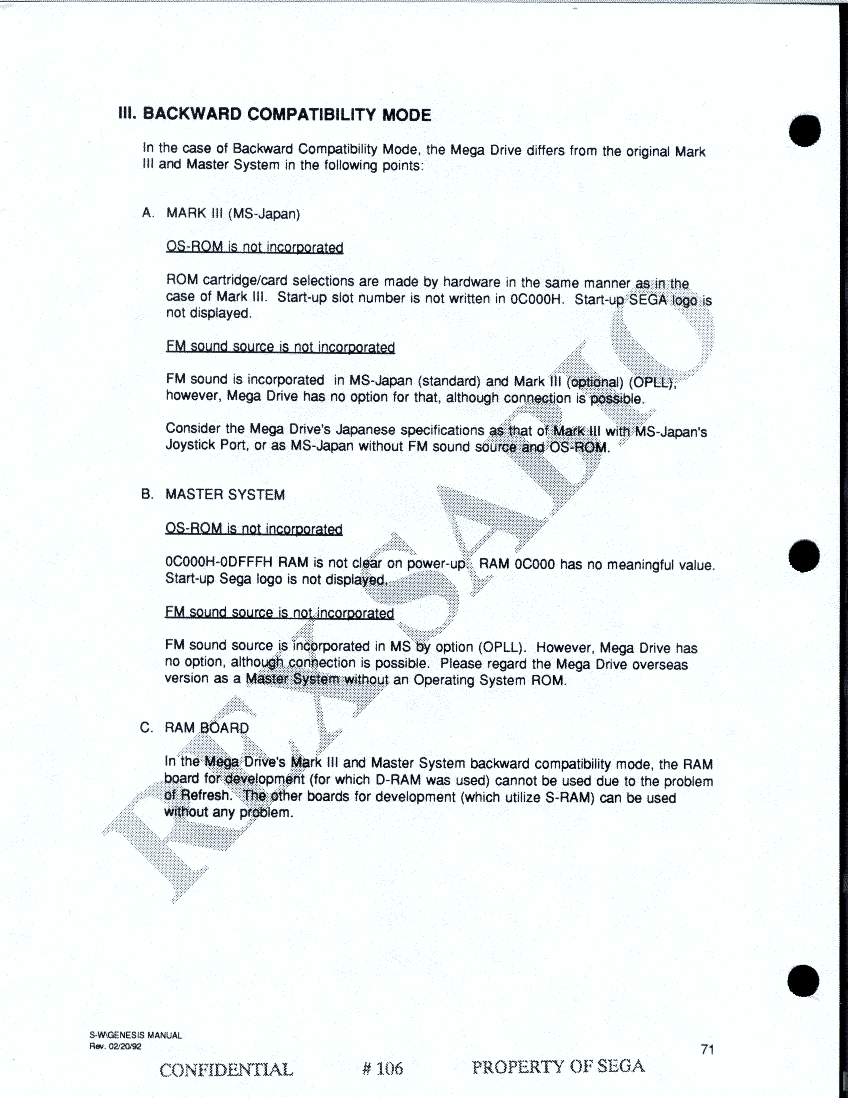 III. BACKWARD COMPATIBILITY MODE
In the case of Backward Compatibility Mode, the Mega Drive differs from the original Mark
III and Master System in the following points:
A. MARK III (MS-Japan)
OS-ROM is not incorporated
ROM cartridge/card selections are made by hardware in the same manner as in the
case of Mark III. Start-up slot number is not written in 0C000H. Start-up SEGA logo is
not displayed.
FM sound source is not incorporated
FM sound is incorporated in MS-Japan (standard) and Mark III (optional) (OPLL),
however, Mega Drive has no option for that, although connection is possible.
Consider the Mega Drive's Japanese specifications as that of Mark III with MS-Japan's
Joystick Port, or as MS-Japan without FM sound source and OS-ROM.
B. MASTER SYSTEM
OS-ROM is not incorporated
0C000H-0DFFFH RAM is not clear on power-up. RAM 0C000 has no meaningful value.
Start-up Sega logo is not displayed.
FM sound source is not incorporated
FM sound source is incorporated in MS by option (OPLL). However, Mega Drive has
no option, although connection is possible. Please regard the Mega Drive overseas
version as a Master System without an Operating System ROM.
C. RAM BOARD
In the Mega Drive's Mark III and Master System backward compatibility mode, the RAM
board for development (for which D-RAM was used) cannot be used due to the problem
of Refresh. The other boards for development (which utilize S-RAM) can be used
without any problem.
REX SABIO
S-W\GENESIS MANUAL
Rev. 02/20/92
71
CONFIDENTIAL # 106 PROPERTY OF SEGA